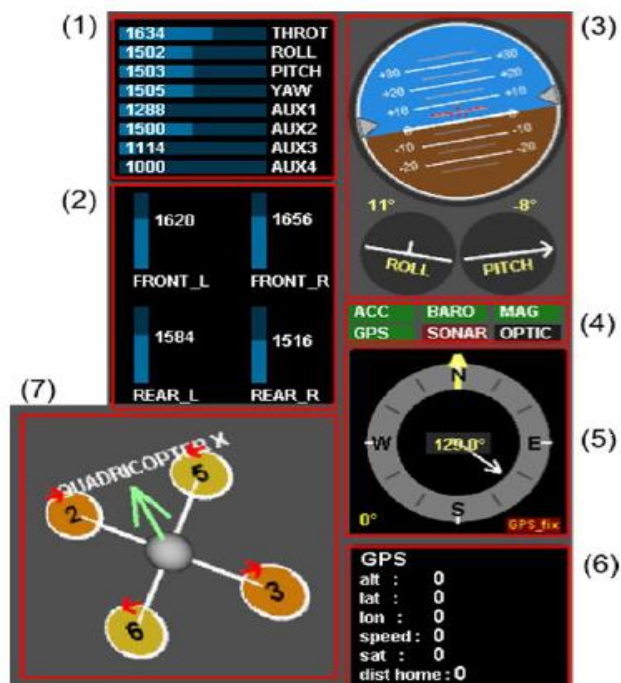 (1)
1634 THROT
1502 ROLL
1503 PITCH
1505 YAW
1288 AUX1
1500 AUX2
1114 AUX3
1000 AUX4
(2)
1620 1656
FRONT_L FRONT_R
1584 1516
REAR_L REAR_R
(3)
+30 +30
+20 +20
+10 +10
0 0
-10 -10
-20 -20
11° -8°
ROLL PITCH
(4)
ACC BARO MAG
GPS SONAR OPTIC
(5)
N
W 129.0° E
S
0° GPS_fix
(6)
GPS
alt : 0
lat : 0
lon : 0
speed : 0
sat : 0
dist home : 0
(7)
QUADRICOPTER X
5
2
3
6